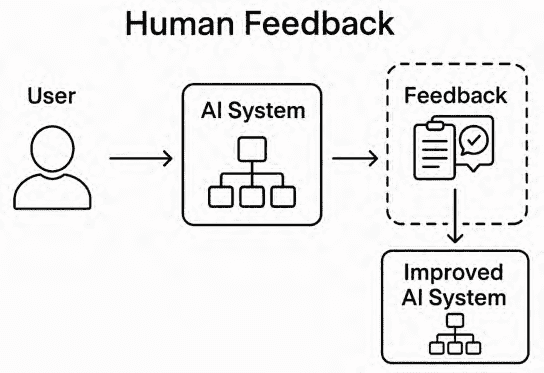 Human Feedback
User
AI System
Feedback
Improved
AI System